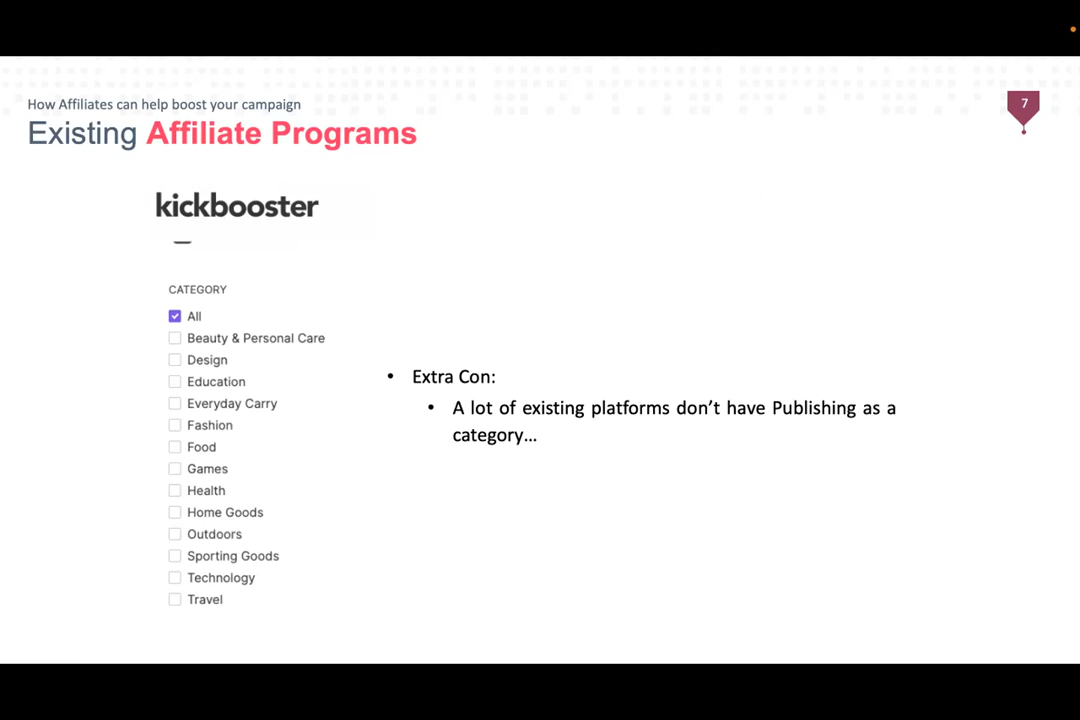 How Affiliates can help boost your campaign
Existing Affiliate Programs
7
kickbooster
CATEGORY
All
Beauty & Personal Care
Design
Education
Everyday Carry
Fashion
Food
Games
Health
Home Goods
Outdoors
Sporting Goods
Technology
Travel
• Extra Con:
• A lot of existing platforms don’t have Publishing as a
category…